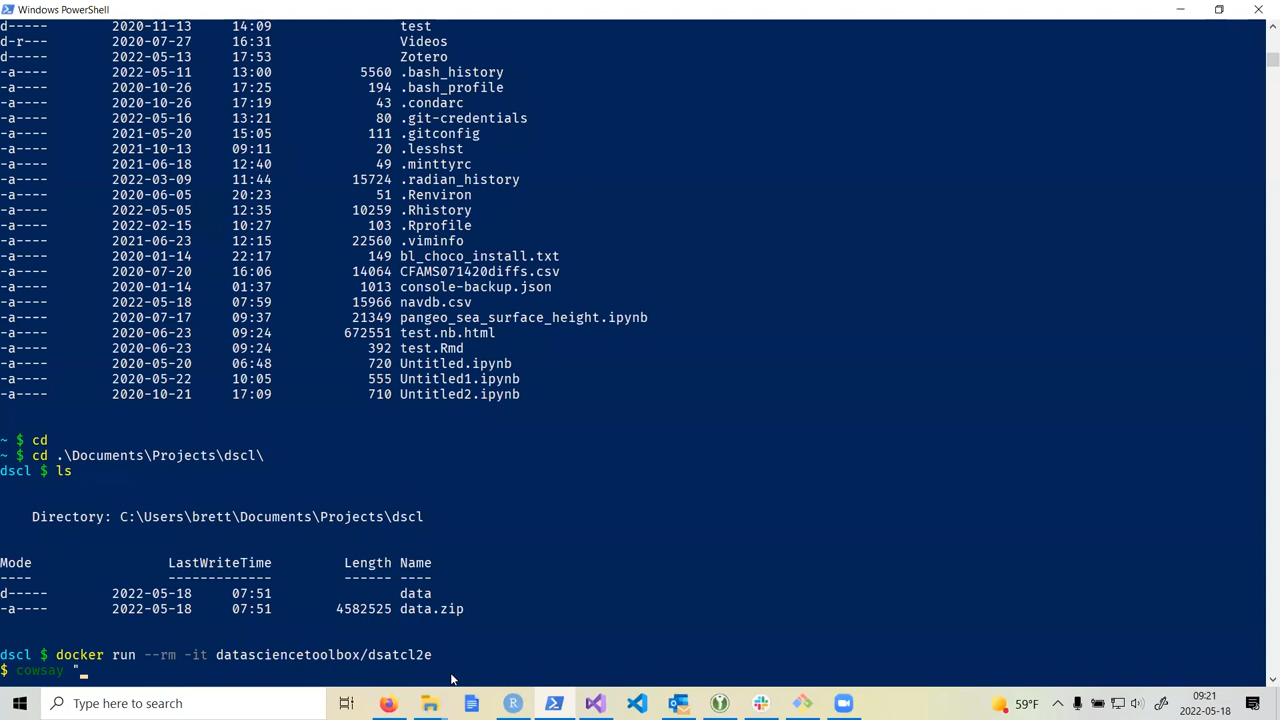 Windows PowerShell
d----- 2020-11-13 14:09 test
d-r--- 2020-07-27 16:31 Videos
d----- 2022-05-13 17:53 Zotero
-a---- 2022-05-11 13:00 5560 .bash_history
-a---- 2020-10-26 17:25 194 .bash_profile
-a---- 2020-10-26 17:19 43 .condarc
-a---- 2022-05-16 13:21 80 .git-credentials
-a---- 2021-05-20 15:05 111 .gitconfig
-a---- 2021-10-13 09:11 20 .lesshst
-a---- 2021-06-18 12:40 49 .minttyrc
-a---- 2022-03-09 11:44 15724 .radian_history
-a---- 2020-06-05 20:23 51 .Renviron
-a---- 2022-05-05 12:35 10259 .Rhistory
-a---- 2022-02-15 10:27 103 .Rprofile
-a---- 2021-06-23 12:15 22560 .viminfo
-a---- 2020-01-14 22:17 149 bl_choco_install.txt
-a---- 2020-07-20 16:06 14064 CFAMS071420diffs.csv
-a---- 2020-01-14 01:37 1013 console-backup.json
-a---- 2022-05-18 07:59 15966 navdb.csv
-a---- 2020-07-17 09:37 21349 pangeo_sea_surface_height.ipynb
-a---- 2020-06-23 09:24 672551 test.nb.html
-a---- 2020-06-23 09:24 392 test.Rmd
-a---- 2020-05-20 06:48 720 Untitled.ipynb
-a---- 2020-05-22 10:05 555 Untitled1.ipynb
-a---- 2020-10-21 17:09 710 Untitled2.ipynb
~ $ cd
~ $ cd .\Documents\Projects\dscl\
dscl $ ls
Directory: C:\Users\brett\Documents\Projects\dscl
Mode LastWriteTime Length Name
---- ------------- ------ ----
d----- 2022-05-18 07:51 data
-a---- 2022-05-18 07:51 4582525 data.zip
dscl $ docker run --rm -it datasciencetoolbox/dsatcl2e
$ cowsay "_
Type here to search
59°F
09:21
2022-05-18